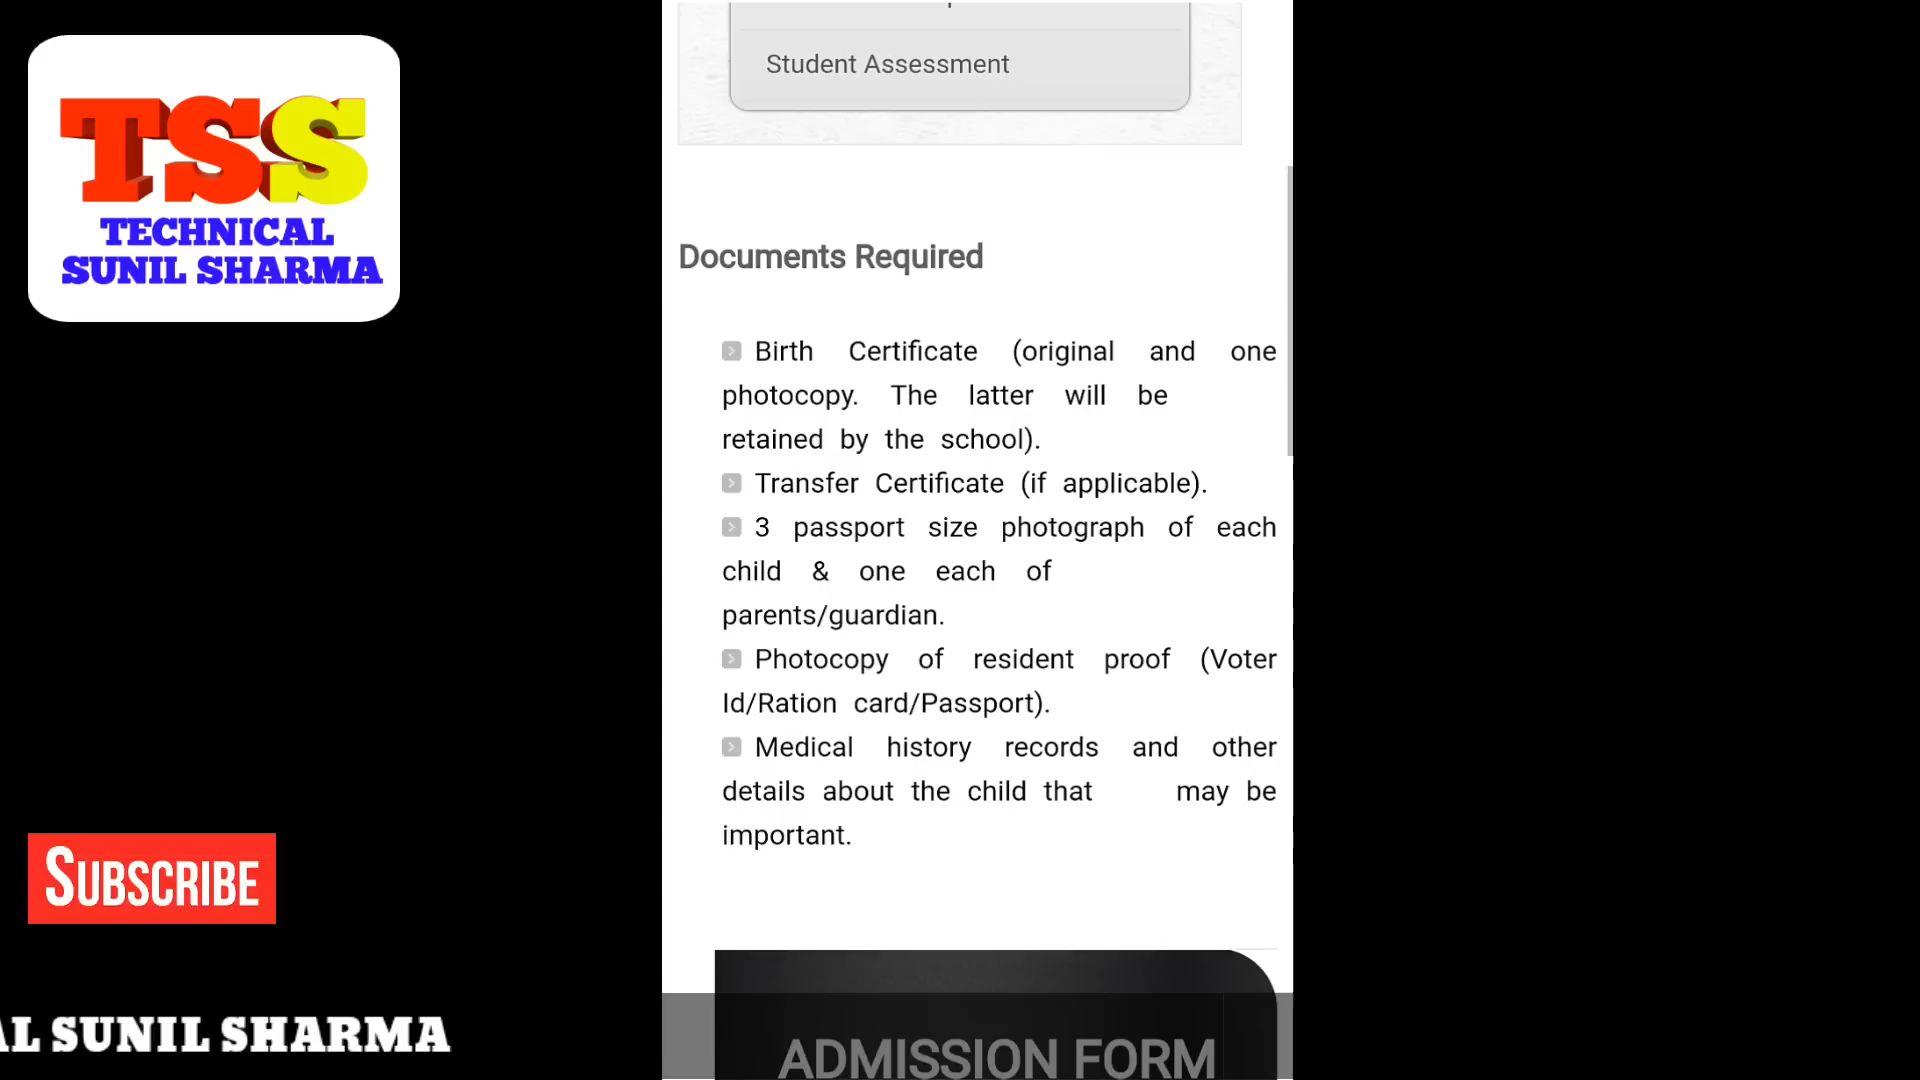 TSS
TECHNICAL
SUNIL SHARMA
Student Assessment
Documents Required
Birth Certificate (original and one
photocopy. The latter will be
retained by the school).
Transfer Certificate (if applicable).
3 passport size photograph of each
child & one each of
parents/guardian.
Photocopy of resident proof (Voter
Id/Ration card/Passport).
Medical history records and other
details about the child that may be
important.
SUBSCRIBE
AL SUNIL SHARMA
ADMISSION FORM